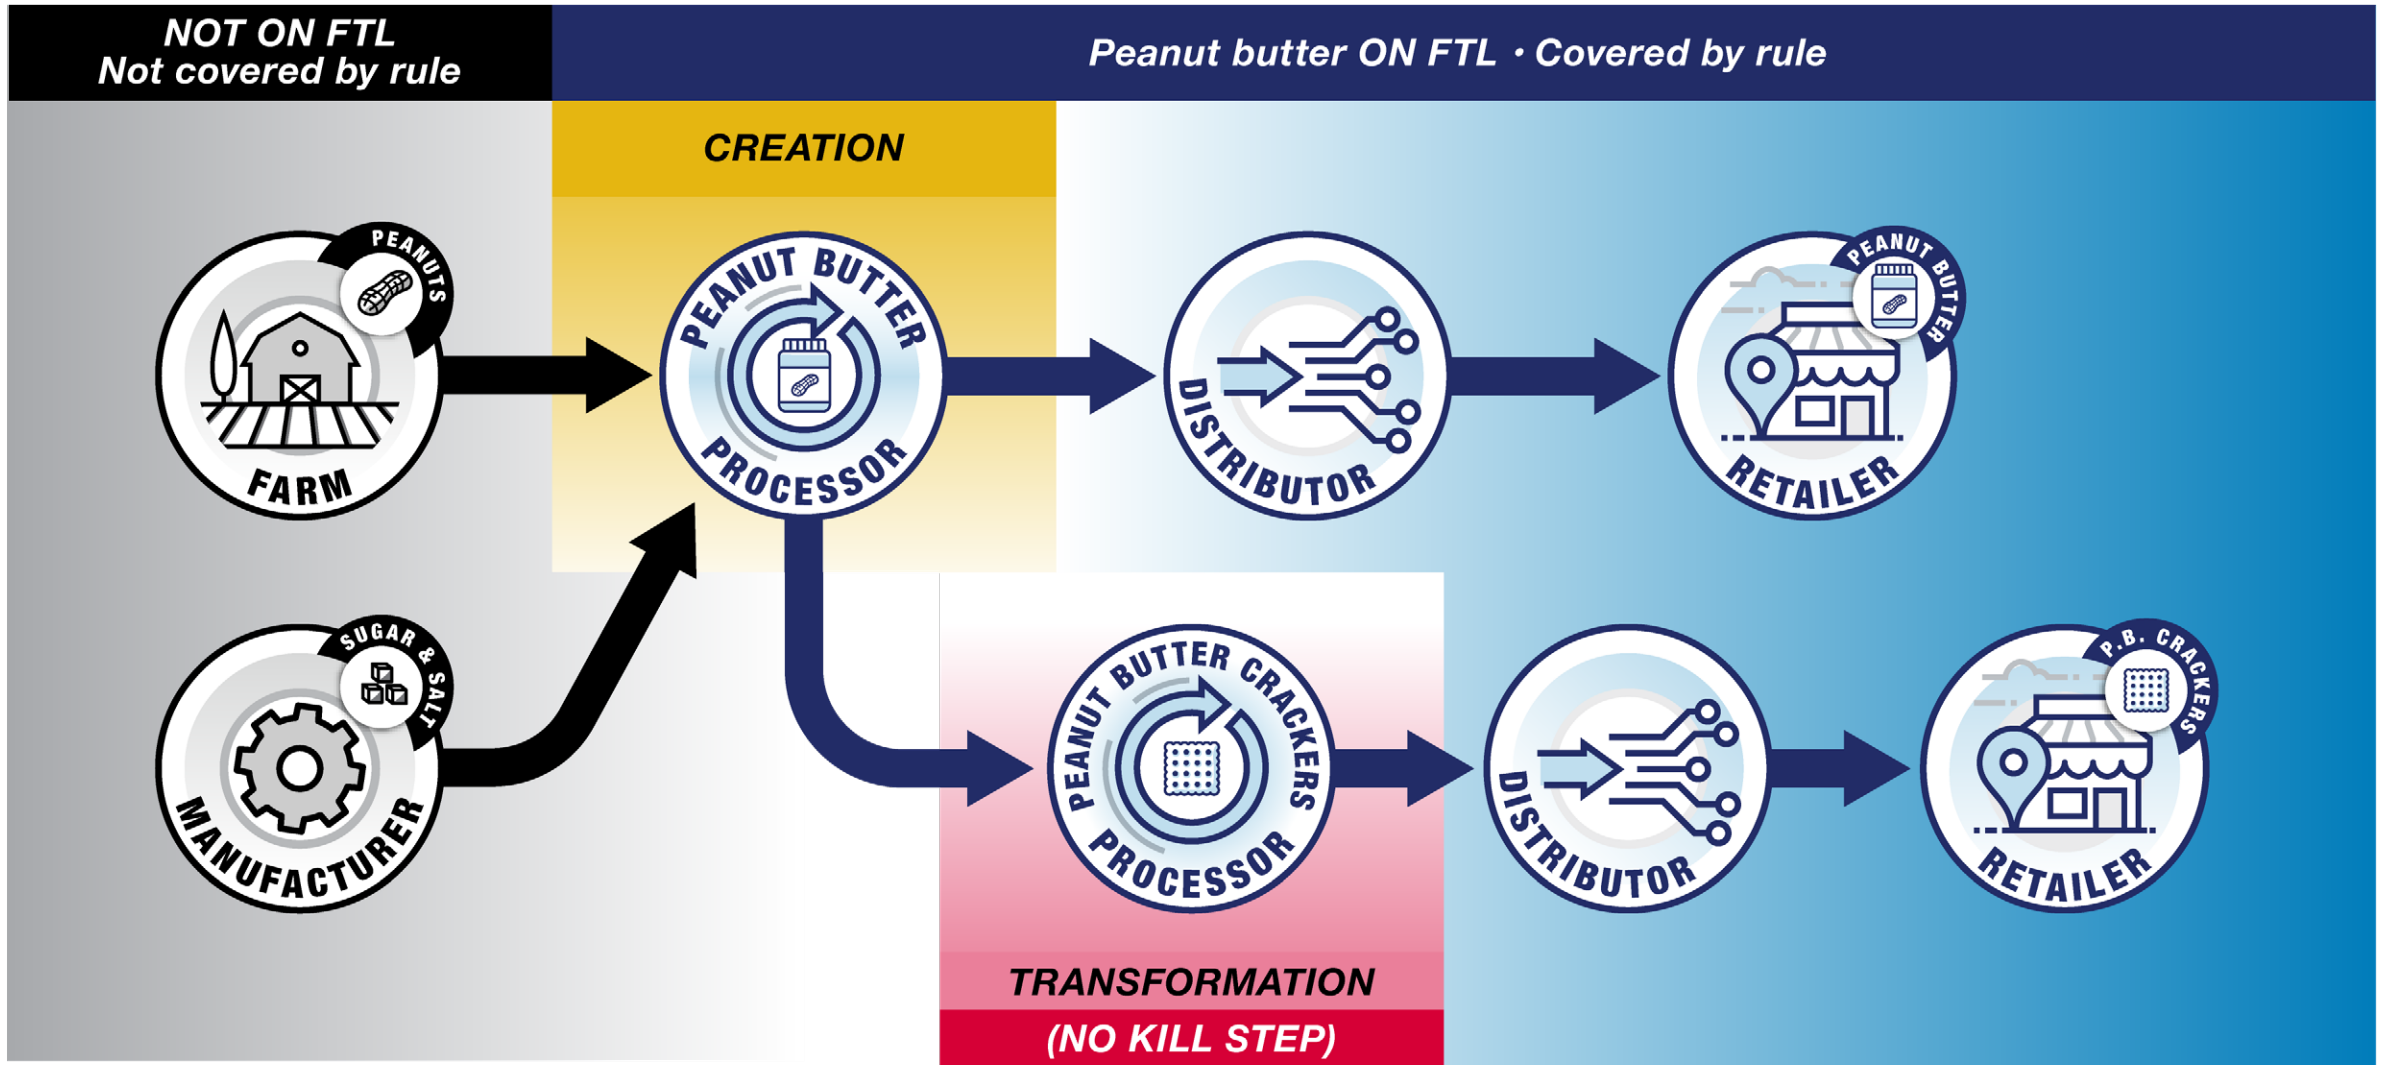 NOT ON FTL
Not covered by rule
Peanut butter ON FTL • Covered by rule
CREATION
PEANUTS
FARM
PEANUT BUTTER
PROCESSOR
DISTRIBUTOR
PEANUT BUTTER
RETAILER
SUGAR & SALT
MANUFACTURER
PEANUT BUTTER CRACKERS
PROCESSOR
DISTRIBUTOR
P.B. CRACKERS
RETAILER
TRANSFORMATION
(NO KILL STEP)